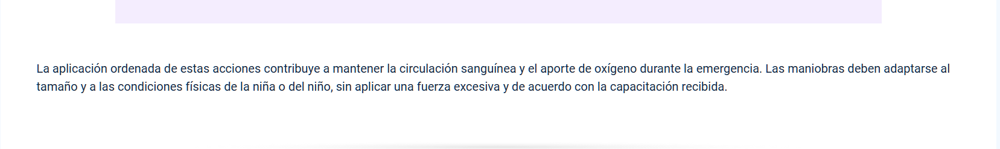 La aplicación ordenada de estas acciones contribuye a mantener la circulación sanguínea y el aporte de oxígeno durante la emergencia. Las maniobras deben adaptarse al
tamaño y a las condiciones físicas de la niña o del niño, sin aplicar una fuerza excesiva y de acuerdo con la capacitación recibida.